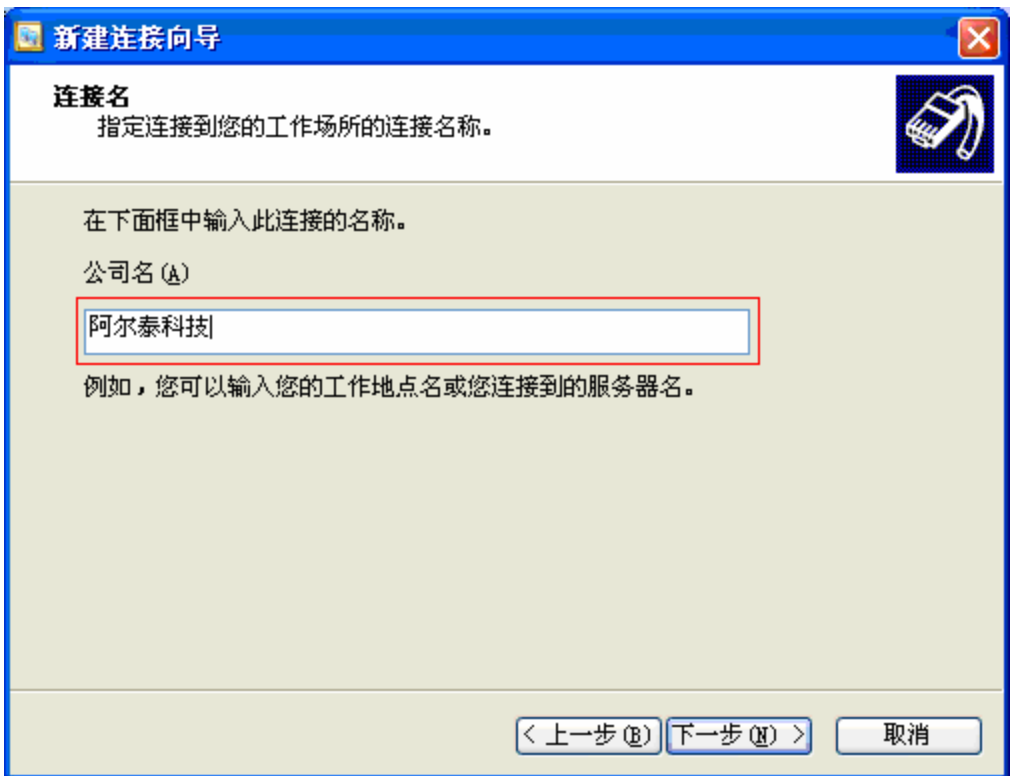 新建连接向导
连接名
指定连接到您的工作场所的连接名称。
在下面框中输入此连接的名称。
公司名(A)
阿尔泰科技
例如，您可以输入您的工作地点名或您连接到的服务器名。
< 上一步(B) 下一步(N) > 取消